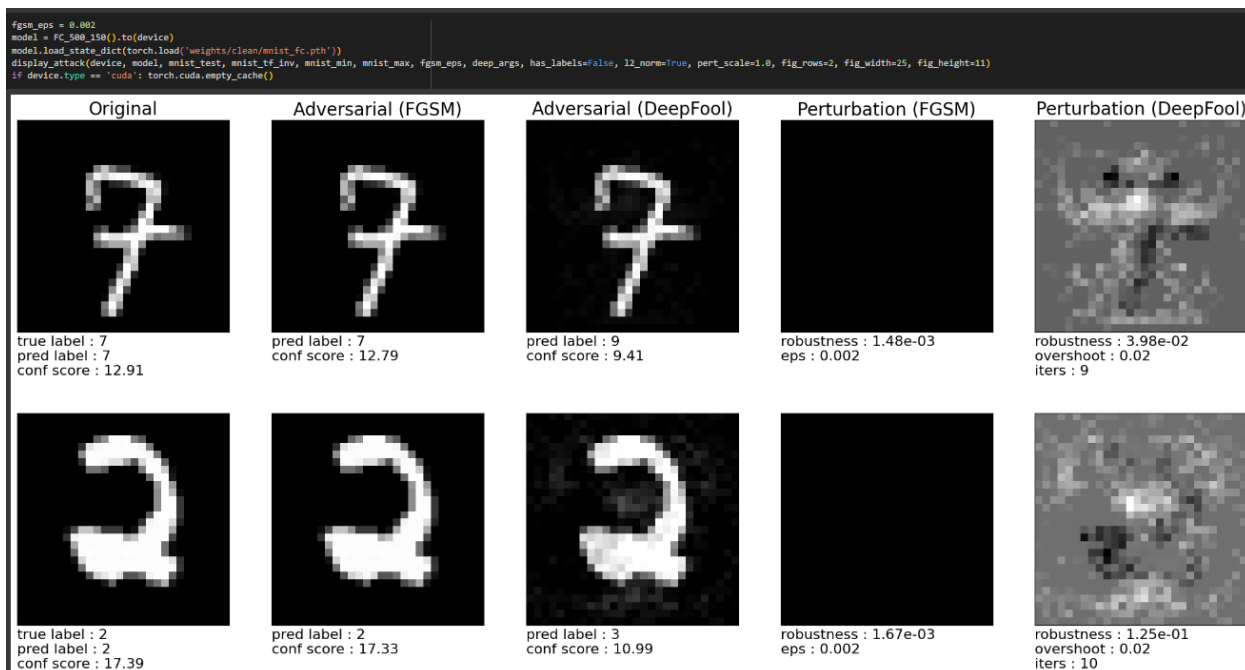 fgsm_eps = 0.002
model = FC_500_150().to(device)
model.load_state_dict(torch.load('weights/clean/mnist_fc.pth'))
display_attack(device, model, mnist_test, mnist_tf_inv, mnist_min, mnist_max, fgsm_eps, deep_args, has_labels=False, l2_norm=True, pert_scale=1.0, fig_rows=2, fig_width=25, fig_height=11)
if device.type == 'cuda': torch.cuda.empty_cache()
Original Adversarial (FGSM) Adversarial (DeepFool) Perturbation (FGSM) Perturbation (DeepFool)
true label : 7 pred label : 7 pred label : 9 robustness : 1.48e-03 robustness : 3.98e-02
pred label : 7 conf score : 12.79 conf score : 9.41 eps : 0.002 overshoot : 0.02
conf score : 12.91 iters : 9
true label : 2 pred label : 2 pred label : 3 robustness : 1.67e-03 robustness : 1.25e-01
pred label : 2 conf score : 17.33 conf score : 10.99 eps : 0.002 overshoot : 0.02
conf score : 17.39 iters : 10